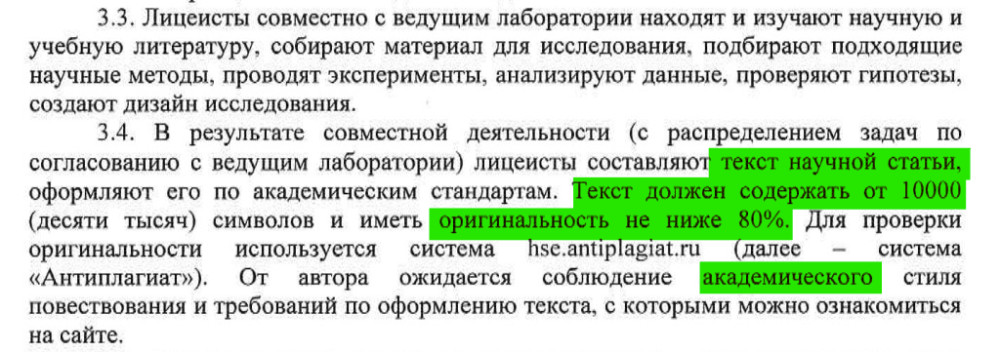 3.3. Лицеисты совместно с ведущим лаборатории находят и изучают научную и
учебную литературу, собирают материал для исследования, подбирают подходящие
научные методы, проводят эксперименты, анализируют данные, проверяют гипотезы,
создают дизайн исследования.
3.4. В результате совместной деятельности (с распределением задач по
согласованию с ведущим лаборатории) лицеисты составляют текст научной статьи,
оформляют его по академическим стандартам. Текст должен содержать от 10000
(десяти тысяч) символов и иметь оригинальность не ниже 80%. Для проверки
оригинальности используется система hse.antiplagiat.ru (далее – система
«Антиплагиат»). От автора ожидается соблюдение академического стиля
повествования и требований по оформлению текста, с которыми можно ознакомиться
на сайте.